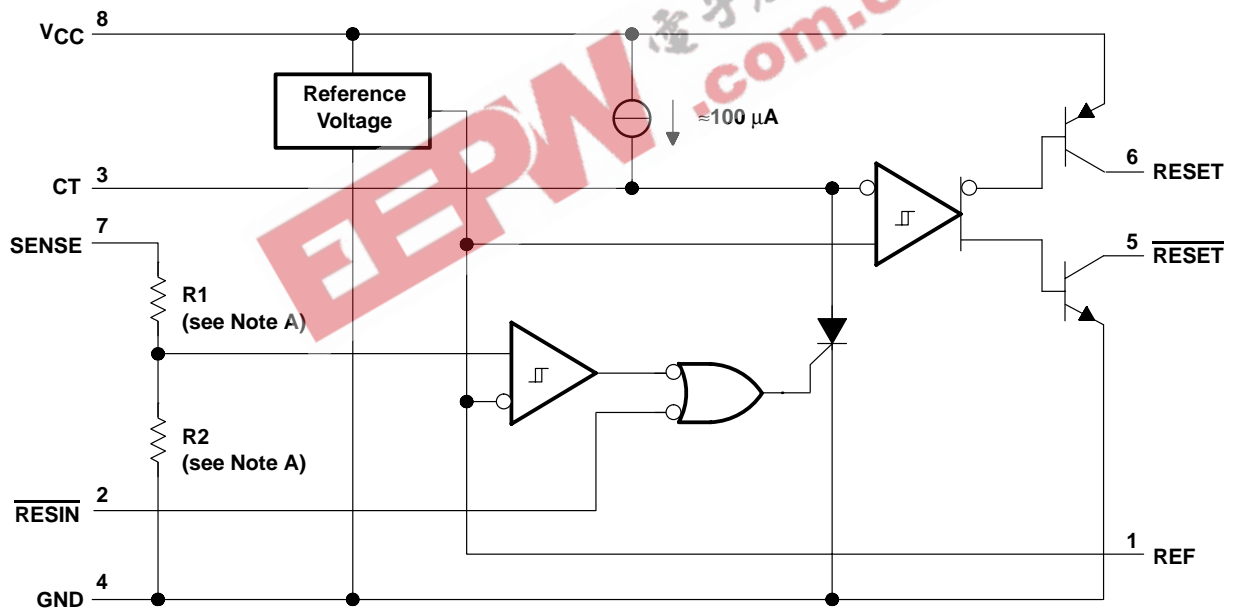 8
VCC
Reference
Voltage
≈100 μA
CT 3
6
RESET
7
SENSE
5
RESET
R1
(see Note A)
R2
(see Note A)
2
RESIN
1
REF
4
GND
EEPW
.com.